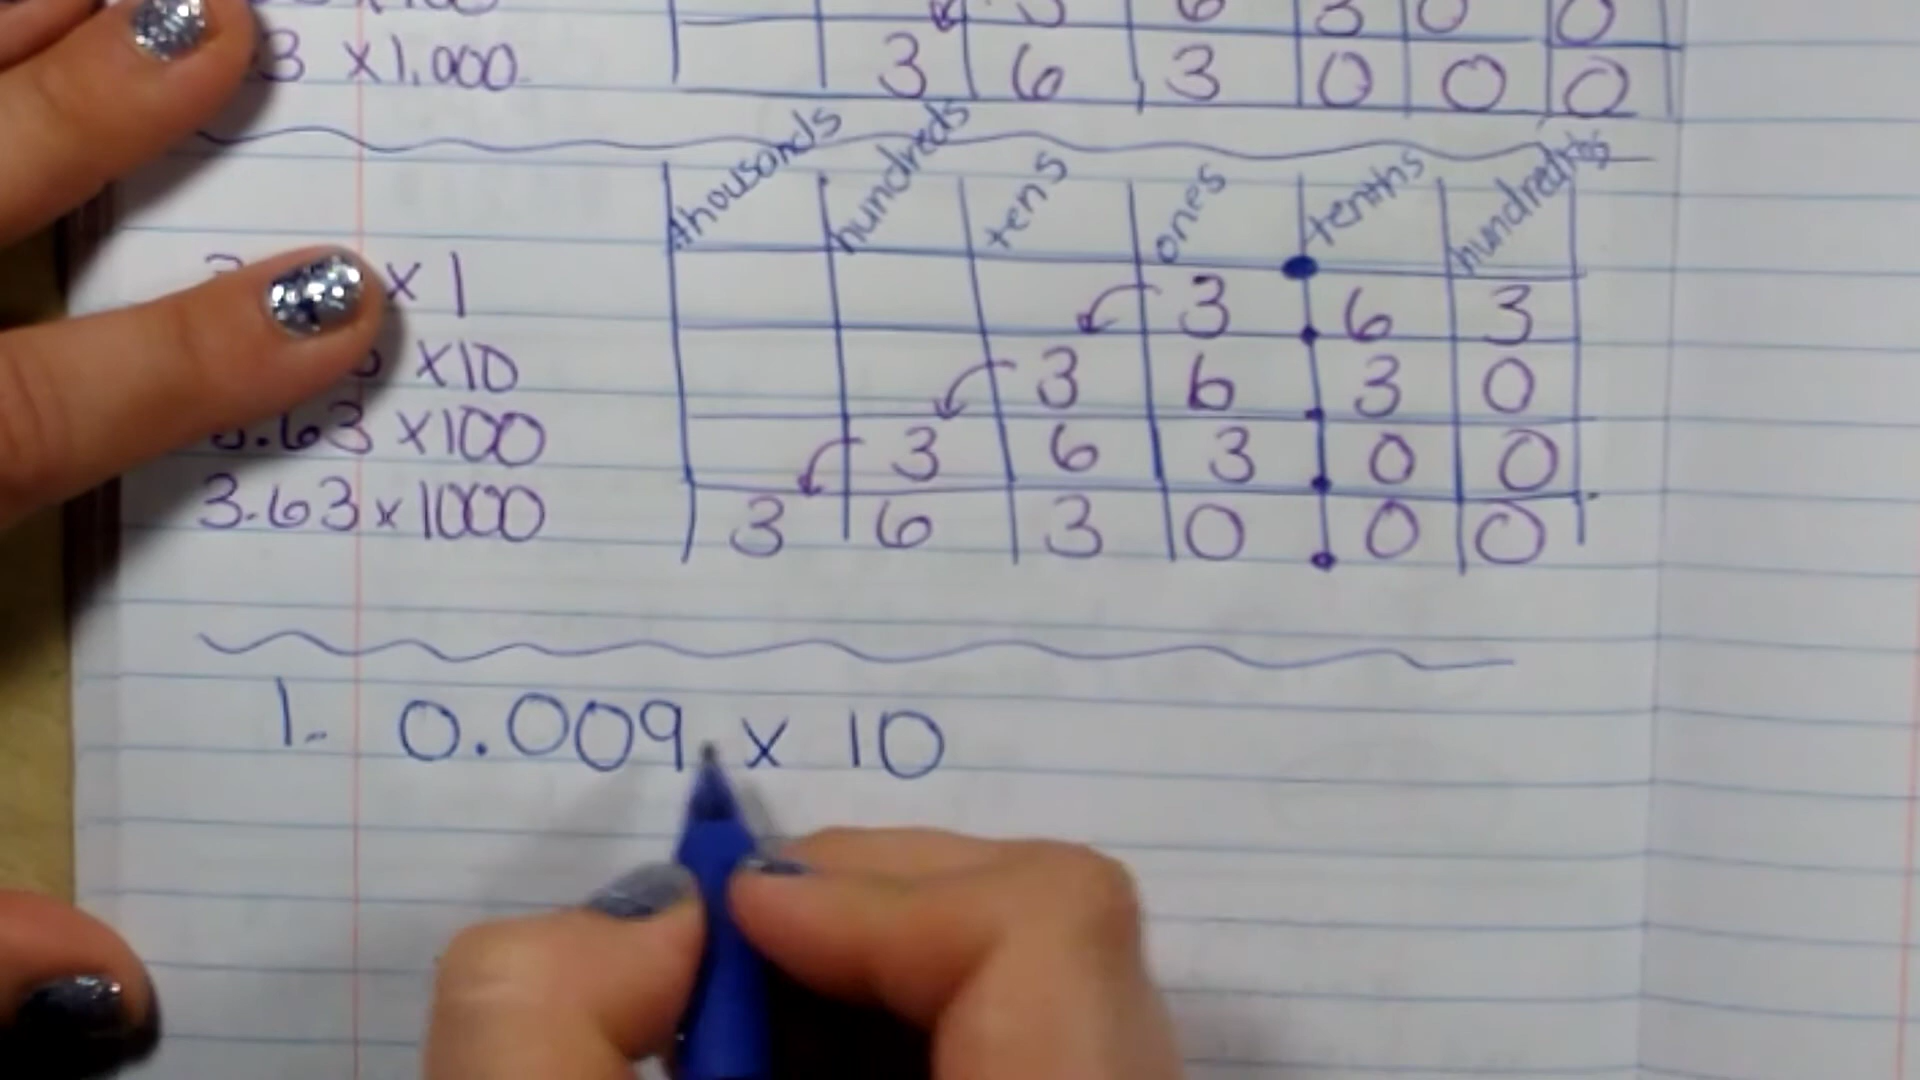 3 x1,000 3 6 3 0 0 0
thousands hundreds tens ones tenths hundredths
x 1 3 . 6 3
x10 3 6 . 3 0
3.63 x100 3 6 3 . 0 0
3.63 x 1000 3 6 3 0 . 0 0
1. 0.009 x 10